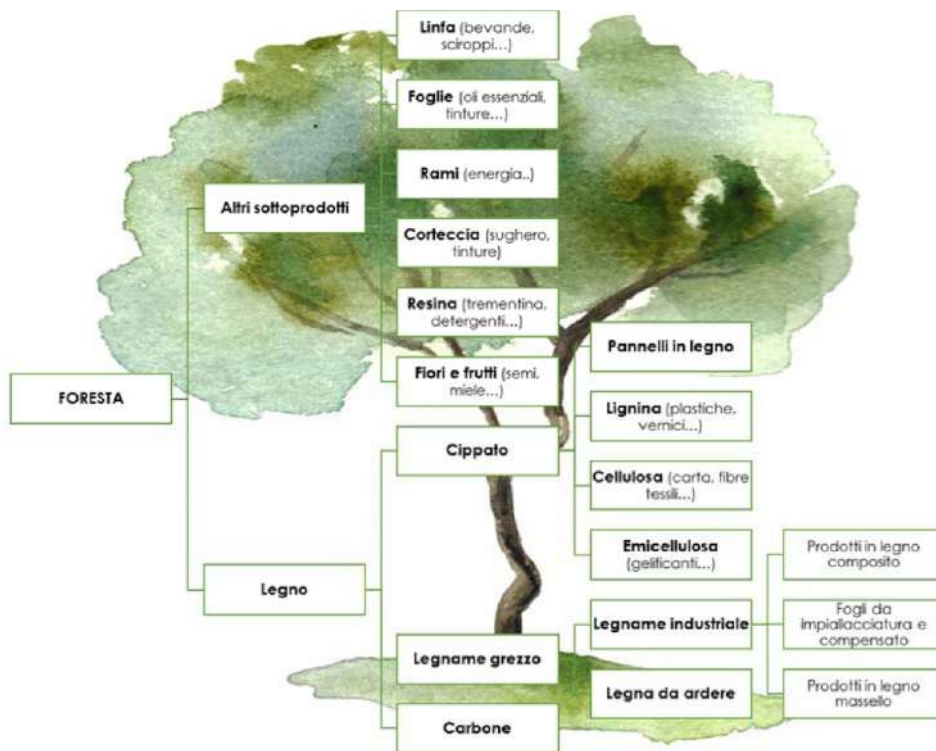 Linfa (bevande,
sciroppi...)
Foglie (oli essenziali,
tinture...)
Rami (energia..)
Altri sottoprodotti
Corteccia (sughero,
tinture)
Resina (trementina,
detergenti...)
Fiori e frutti (semi,
miele...)
FORESTA
Pannelli in legno
Lignina (plastiche,
vernici...)
Cippato
Cellulosa (carta, fibre
tessili...)
Emicellulosa
(gelificanti...)
Legno
Legname grezzo
Legname industriale
Legna da ardere
Carbone
Prodotti in legno
composito
Fogli da
impiallacciatura e
compensato
Prodotti in legno
massello